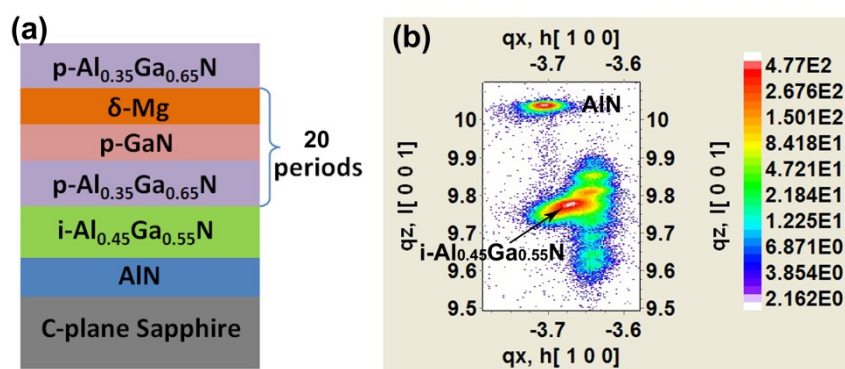 (a)
p-Al0.35Ga0.65N
δ-Mg
p-GaN
p-Al0.35Ga0.65N
i-Al0.45Ga0.55N
AlN
C-plane Sapphire
20
periods
(b)
qx, h[ 1 0 0 ]
-3.7 -3.6
qz, l[ 0 0 1 ]
10
9.9
9.8
9.7
9.6
9.5
AlN
i-Al0.45Ga0.55N
10
9.9
9.8
9.7
9.6
9.5
qz, l[ 0 0 1 ]
-3.7 -3.6
qx, h[ 1 0 0 ]
4.77E2
2.676E2
1.501E2
8.418E1
4.721E1
2.184E1
1.225E1
6.871E0
3.854E0
2.162E0